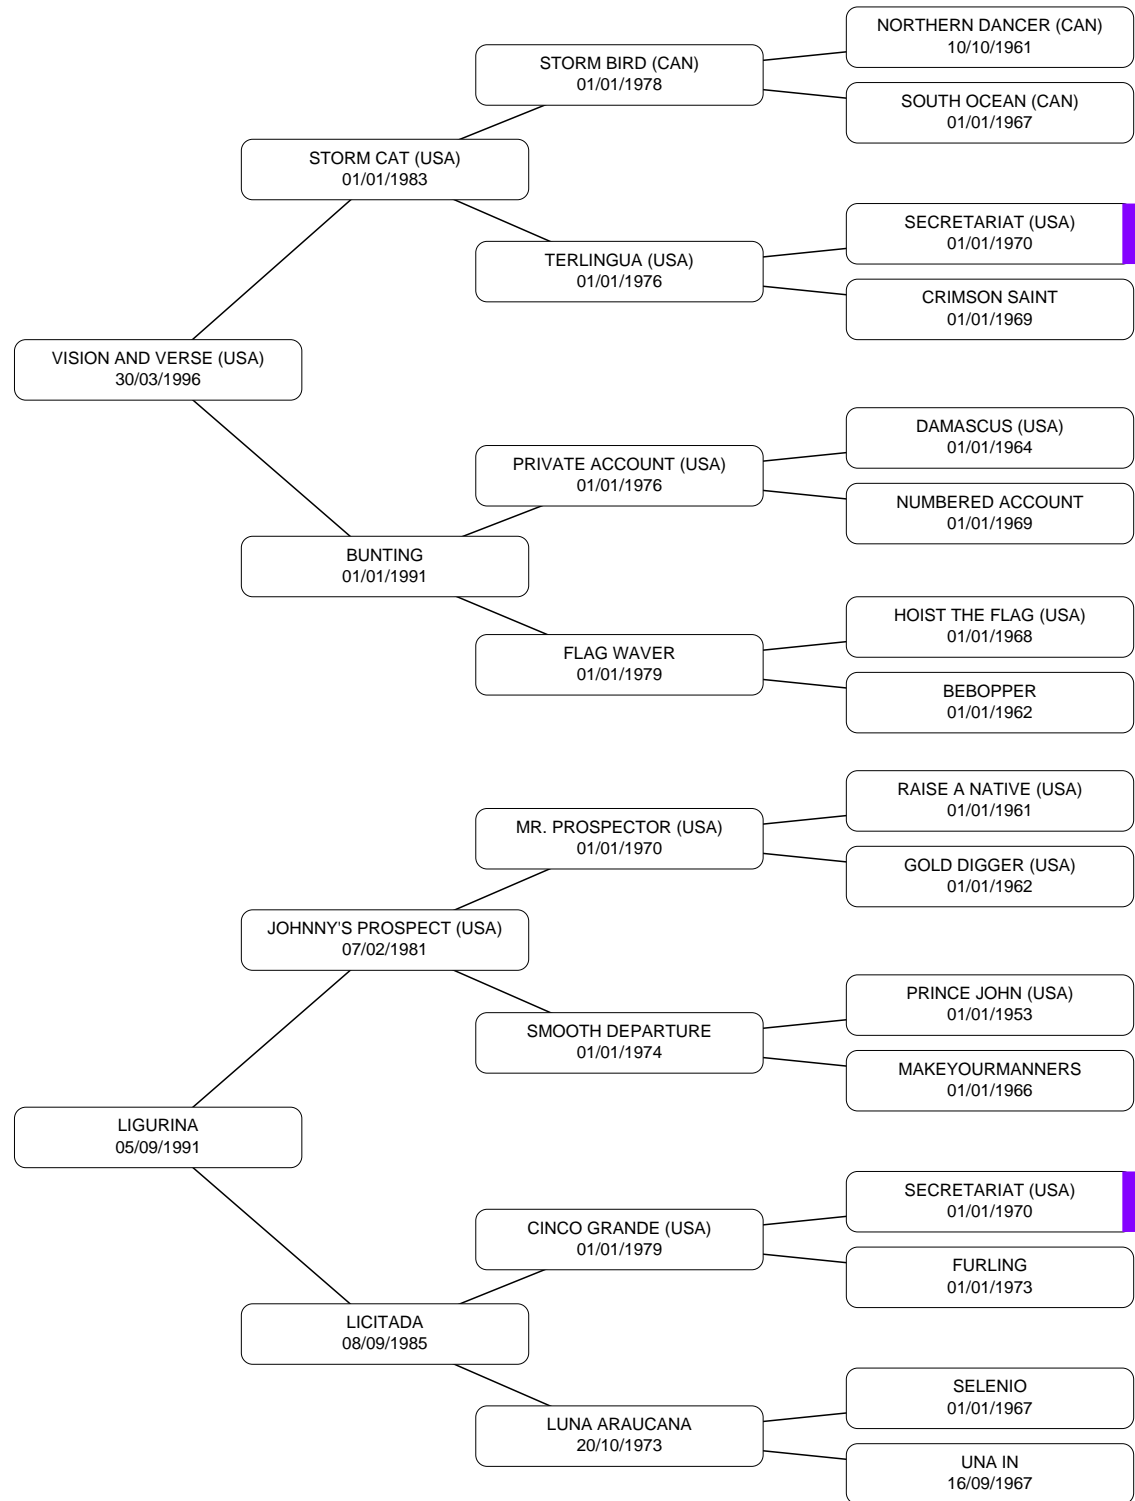 NORTHERN DANCER (CAN)
10/10/1961
STORM BIRD (CAN)
01/01/1978
SOUTH OCEAN (CAN)
01/01/1967
STORM CAT (USA)
01/01/1983
SECRETARIAT (USA)
01/01/1970
TERLINGUA (USA)
01/01/1976
CRIMSON SAINT
01/01/1969
VISION AND VERSE (USA)
30/03/1996
DAMASCUS (USA)
01/01/1964
PRIVATE ACCOUNT (USA)
01/01/1976
NUMBERED ACCOUNT
01/01/1969
BUNTING
01/01/1991
HOIST THE FLAG (USA)
01/01/1968
FLAG WAVER
01/01/1979
BEBOPPER
01/01/1962
RAISE A NATIVE (USA)
01/01/1961
MR. PROSPECTOR (USA)
01/01/1970
GOLD DIGGER (USA)
01/01/1962
JOHNNY'S PROSPECT (USA)
07/02/1981
PRINCE JOHN (USA)
01/01/1953
SMOOTH DEPARTURE
01/01/1974
MAKEYOURMANNERS
01/01/1966
LIGURINA
05/09/1991
SECRETARIAT (USA)
01/01/1970
CINCO GRANDE (USA)
01/01/1979
FURLING
01/01/1973
LICITADA
08/09/1985
SELENIO
01/01/1967
LUNA ARAUCANA
20/10/1973
UNA IN
16/09/1967